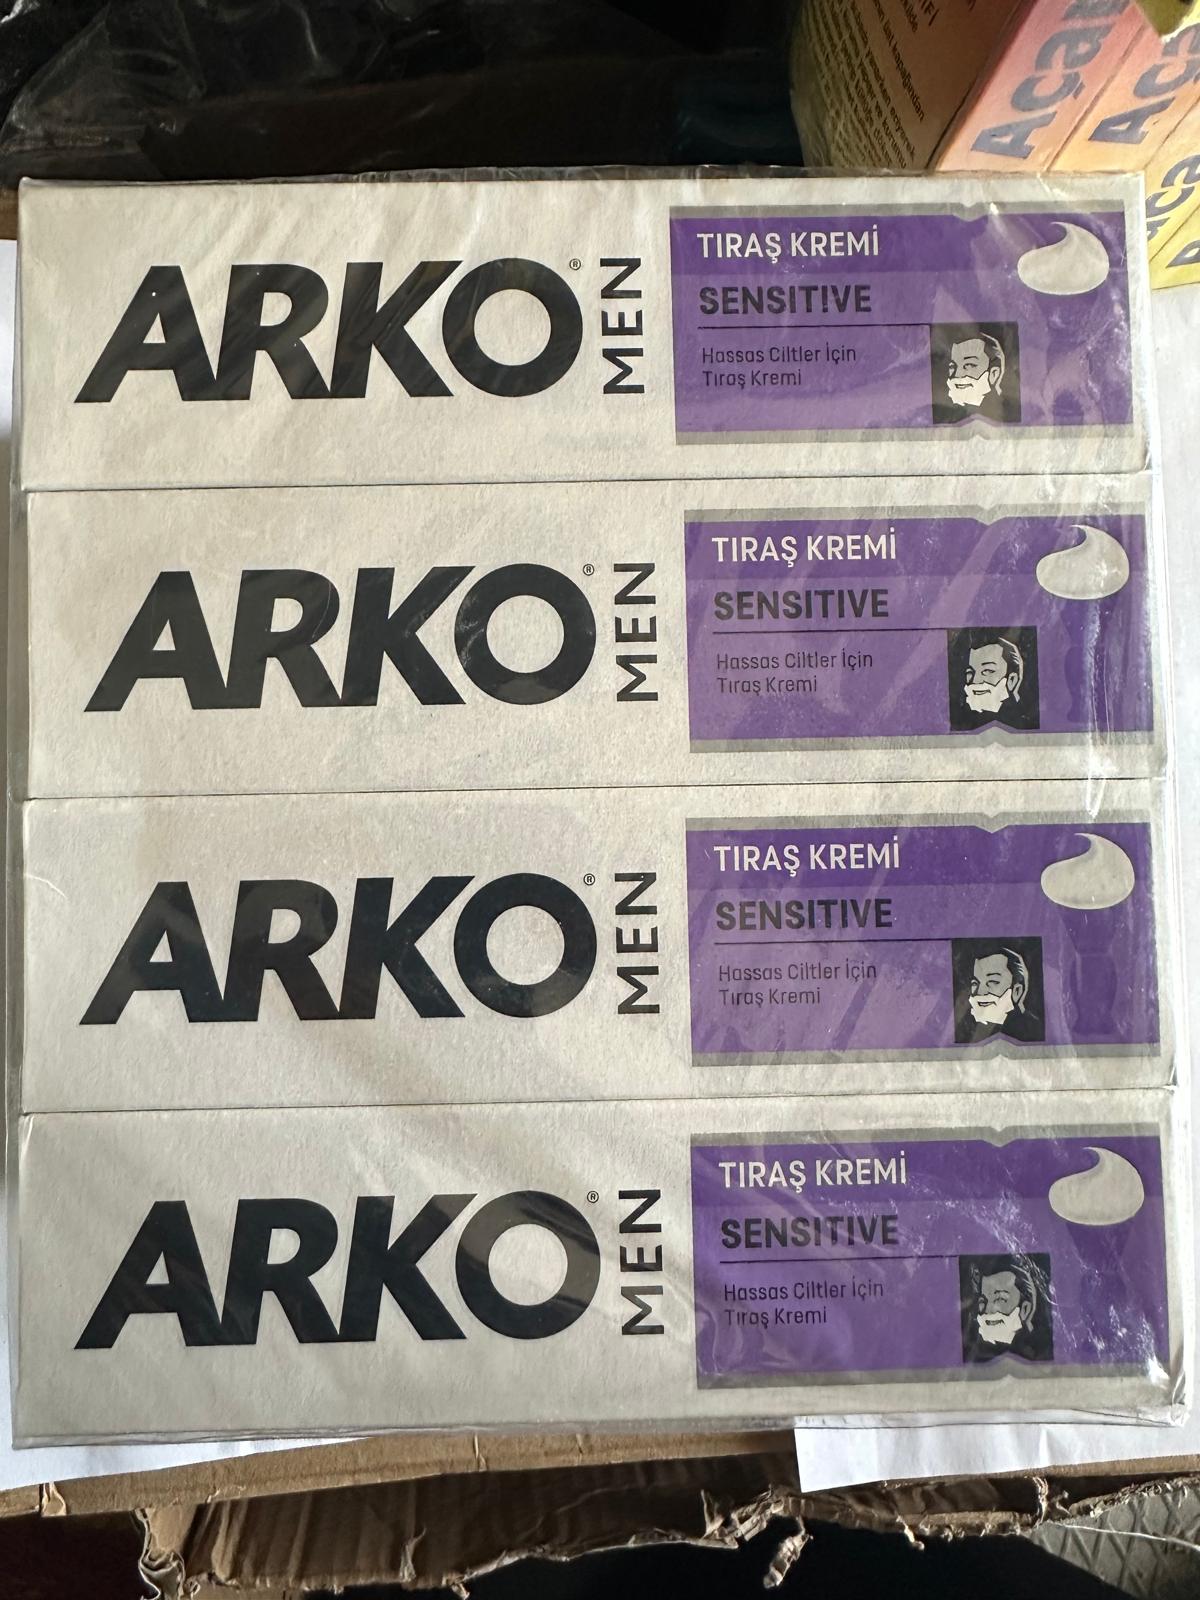 Açar
Aça
ARKO® MEN
TIRAŞ KREMİ
SENSITIVE
Hassas Ciltler İçin
Tıraş Kremi
ARKO® MEN
TIRAŞ KREMİ
SENSITIVE
Hassas Ciltler İçin
Tıraş Kremi
ARKO® MEN
TIRAŞ KREMİ
SENSITIVE
Hassas Ciltler İçin
Tıraş Kremi
ARKO® MEN
TIRAŞ KREMİ
SENSITIVE
Hassas Ciltler İçin
Tıraş Kremi